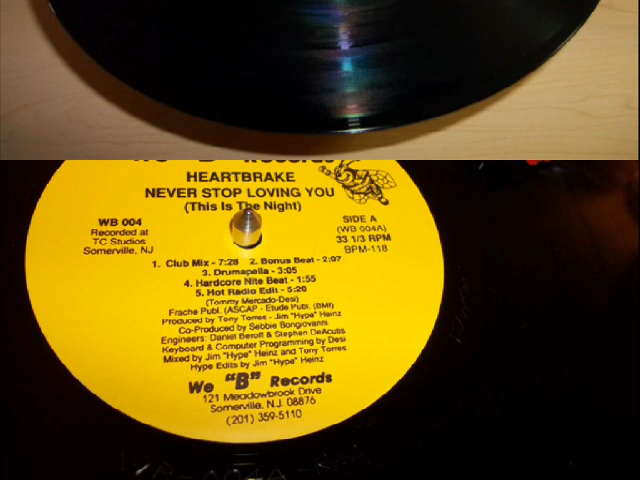 We "B" Records
HEARTBRAKE
NEVER STOP LOVING YOU
(This Is The Night)
WB 004
Recorded at
TC Studios
Somerville, NJ
SIDE A
(WB 004A)
33 1/3 RPM
BPM-118
1. Club Mix - 7:28 2. Bonus Beat - 2:07
3. Drumapella - 3:05
4. Hardcore Nite Beat - 1:55
5. Hot Radio Edit - 5:20
(Tommy Mercado-Desi)
Frache Publ. (ASCAP - Etude Publ. (BMI)
Produced by Tony Torres - Jim "Hype" Heinz
Co-Produced by Sebbie Bongiovanni
Engineers: Daniel Beroff & Stephen DeAcutis
Keyboard & Computer Programming by Desi
Mixed by Jim "Hype" Heinz and Tony Torres
Hype Edits by Jim "Hype" Heinz
We "B" Records
121 Meadowbrook Drive
Somerville, N.J. 08876
(201) 359-5110